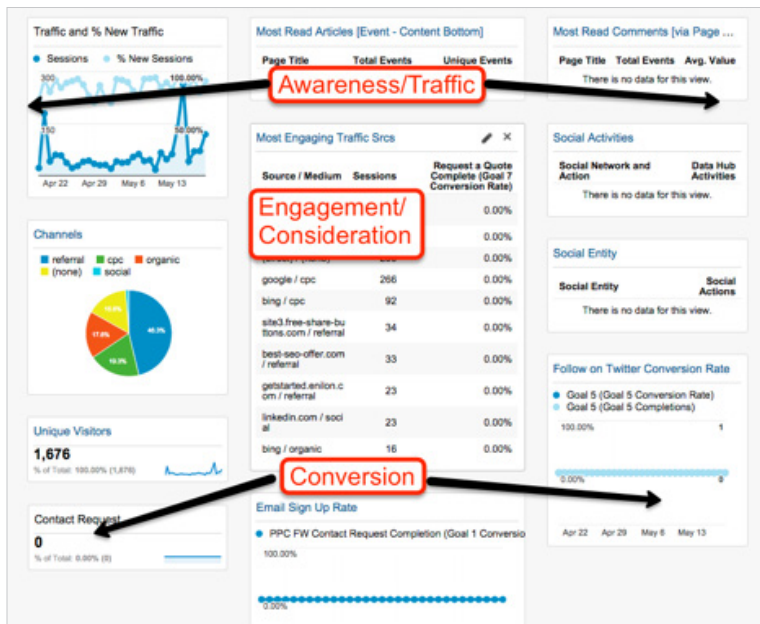 Traffic and % New Traffic
Sessions % New Sessions
300 100.00%
150 50.00%
Apr 22 Apr 29 May 6 May 13
Channels
referral cpc organic
(none) social
46.3%
17.0%
Unique Visitors
1,676
% of Total: 100.00% (1,676)
Contact Request
0
% of Total: 0.00% (0)
Most Read Articles [Event - Content Bottom]
Page Title Total Events Unique Events
Awareness/Traffic
Most Engaging Traffic Srcs
Source / Medium Sessions Request a Quote
Complete (Goal 7
Conversion Rate)
Engagement/
Consideration
0.00%
0.00%
0.00%
google / cpc 266 0.00%
bing / cpc 92 0.00%
site3.free-share-bu
ttons.com / referral 34 0.00%
best-seo-offer.com
/ referral 33 0.00%
getstarted.enilon.c
om / referral 23 0.00%
linkedin.com / soci
al 23 0.00%
bing / organic 16 0.00%
Conversion
Email Sign Up Rate
PPC FW Contact Request Completion (Goal 1 Conversio
100.00%
0.00%
Most Read Comments [via Page ...
Page Title Total Events Avg. Value
There is no data for this view.
Social Activities
Social Network and
Action Data Hub
Activities
There is no data for this view.
Social Entity
Social Entity Social
Actions
There is no data for this view.
Follow on Twitter Conversion Rate
Goal 5 (Goal 5 Conversion Rate)
Goal 5 (Goal 5 Completions)
100.00% 1
0.00% 0
Apr 22 Apr 29 May 6 May 13